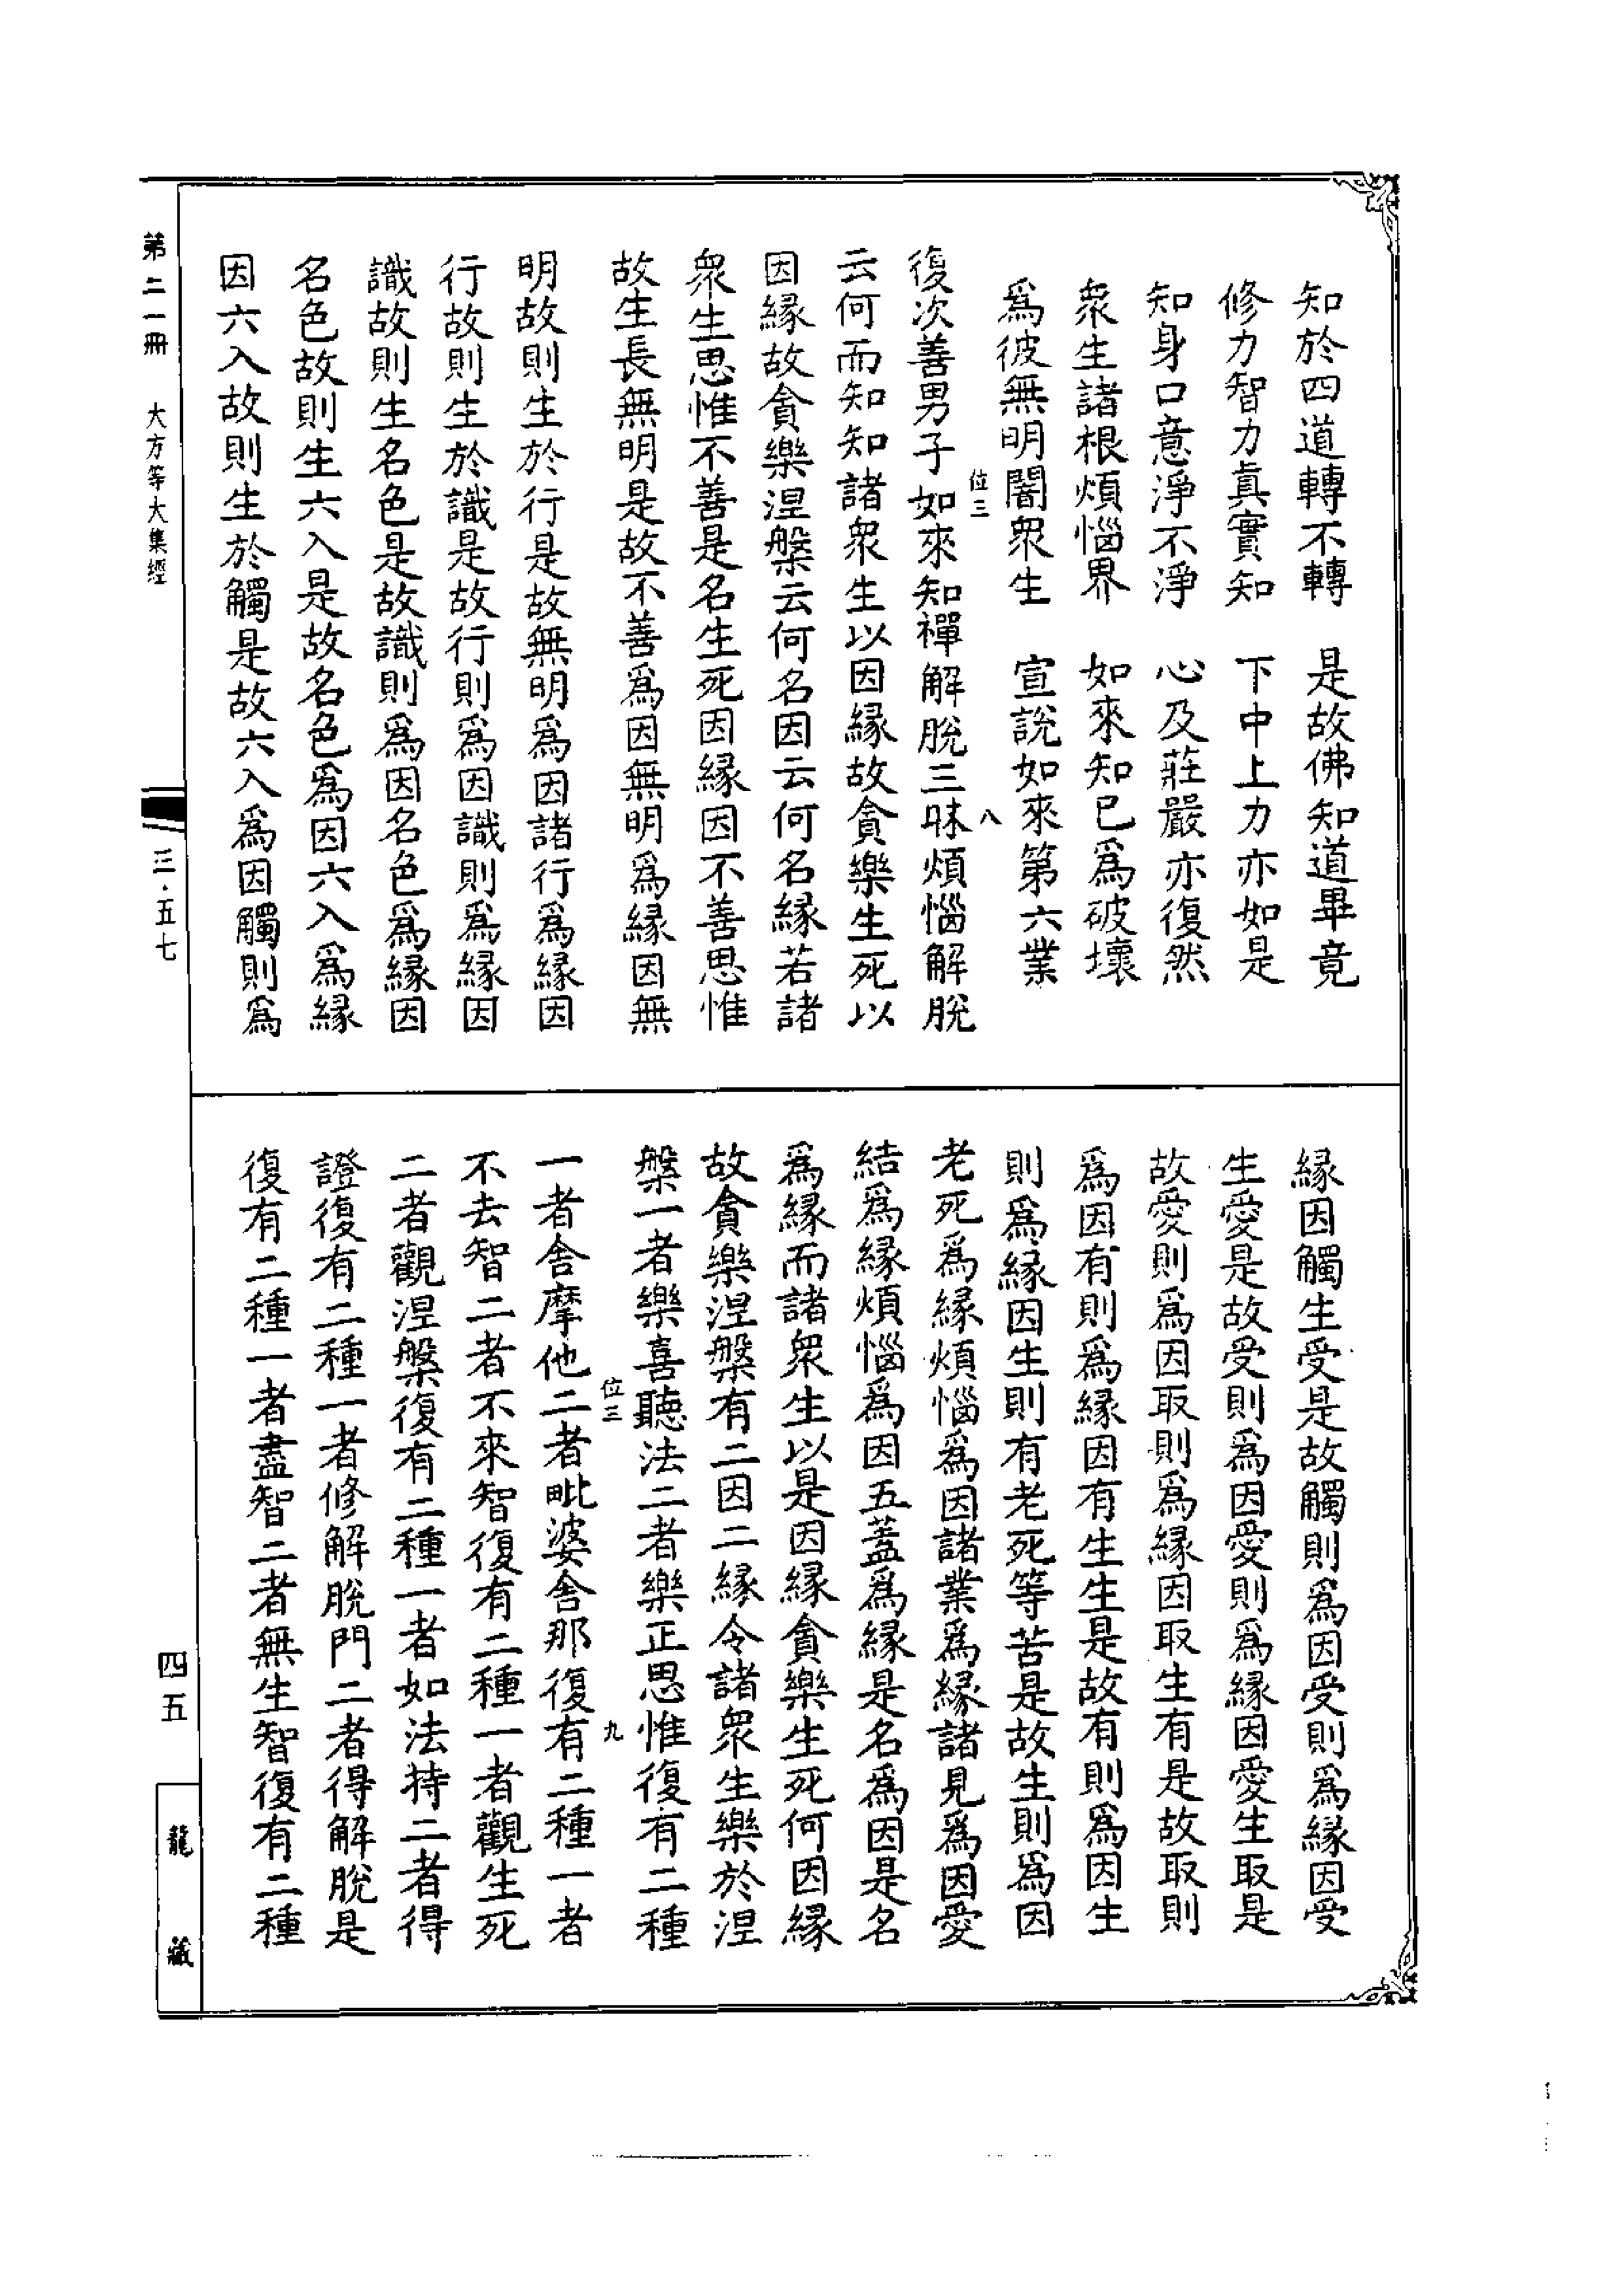 知於四道轉不轉　是故佛知道畢竟
修力智力眞實知　下中上力亦如是
知身口意淨不淨　心及莊嚴亦復然
衆生諸根煩惱界　如來知已爲破壞
爲彼無明闇衆生　宣說如來第六業
位三　八
復次善男子如來知禪解脫三昧煩惱解脫
云何而知知諸衆生以因緣故貪樂生死以
因緣故貪樂涅槃云何名因云何名緣若諸
衆生思惟不善是名生死因緣因不善思惟
故生長無明是故不善爲因無明爲緣因無
明故則生於行是故無明爲因諸行爲緣因
行故則生於識是故行則爲因識則爲緣因
識故則生名色是故識則爲因名色爲緣因
名色故則生六入是故名色爲因六入爲緣
因六入故則生於觸是故六入爲因觸則爲
緣因觸生受是故觸則爲因受則爲緣因受
生愛是故受則爲因愛則爲緣因愛生取是
故愛則爲因取則爲緣因取生有是故取則
爲因有則爲緣因有生生是故有則爲因生
則爲緣因生則有老死等苦是故生則爲因
老死爲緣煩惱爲因諸業爲緣諸見爲因愛
結爲緣煩惱爲因五蓋爲緣是名爲因是名
爲緣而諸衆生以是因緣貪樂生死何因緣
故貪樂涅槃有二因二緣令諸衆生樂於涅
槃一者樂喜聽法二者樂正思惟復有二種
位三　九
一者舍摩他二者毗婆舍那復有二種一者
不去智二者不來智復有二種一者觀生死
二者觀涅槃復有二種一者如法持二者得
證復有二種一者修解脫門二者得解脫是
復有二種一者盡智二者無生智復有二種
第二一冊　大方等大集經
三·五七
四五
龍藏